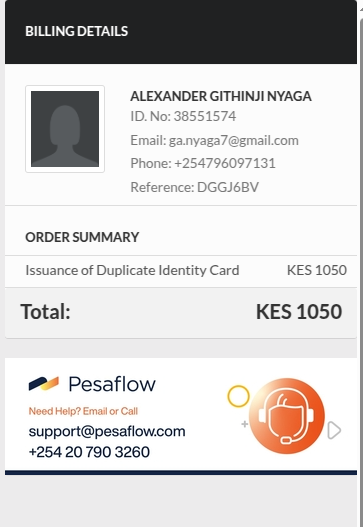 BILLING DETAILS
ALEXANDER GITHINJI NYAGA
ID. No: 38551574
Email: ga.nyaga7@gmail.com
Phone: +254796097131
Reference: DGGJ6BV
ORDER SUMMARY
Issuance of Duplicate Identity Card KES 1050
Total: KES 1050
Pesaflow
Need Help? Email or Call
support@pesaflow.com
+254 20 790 3260